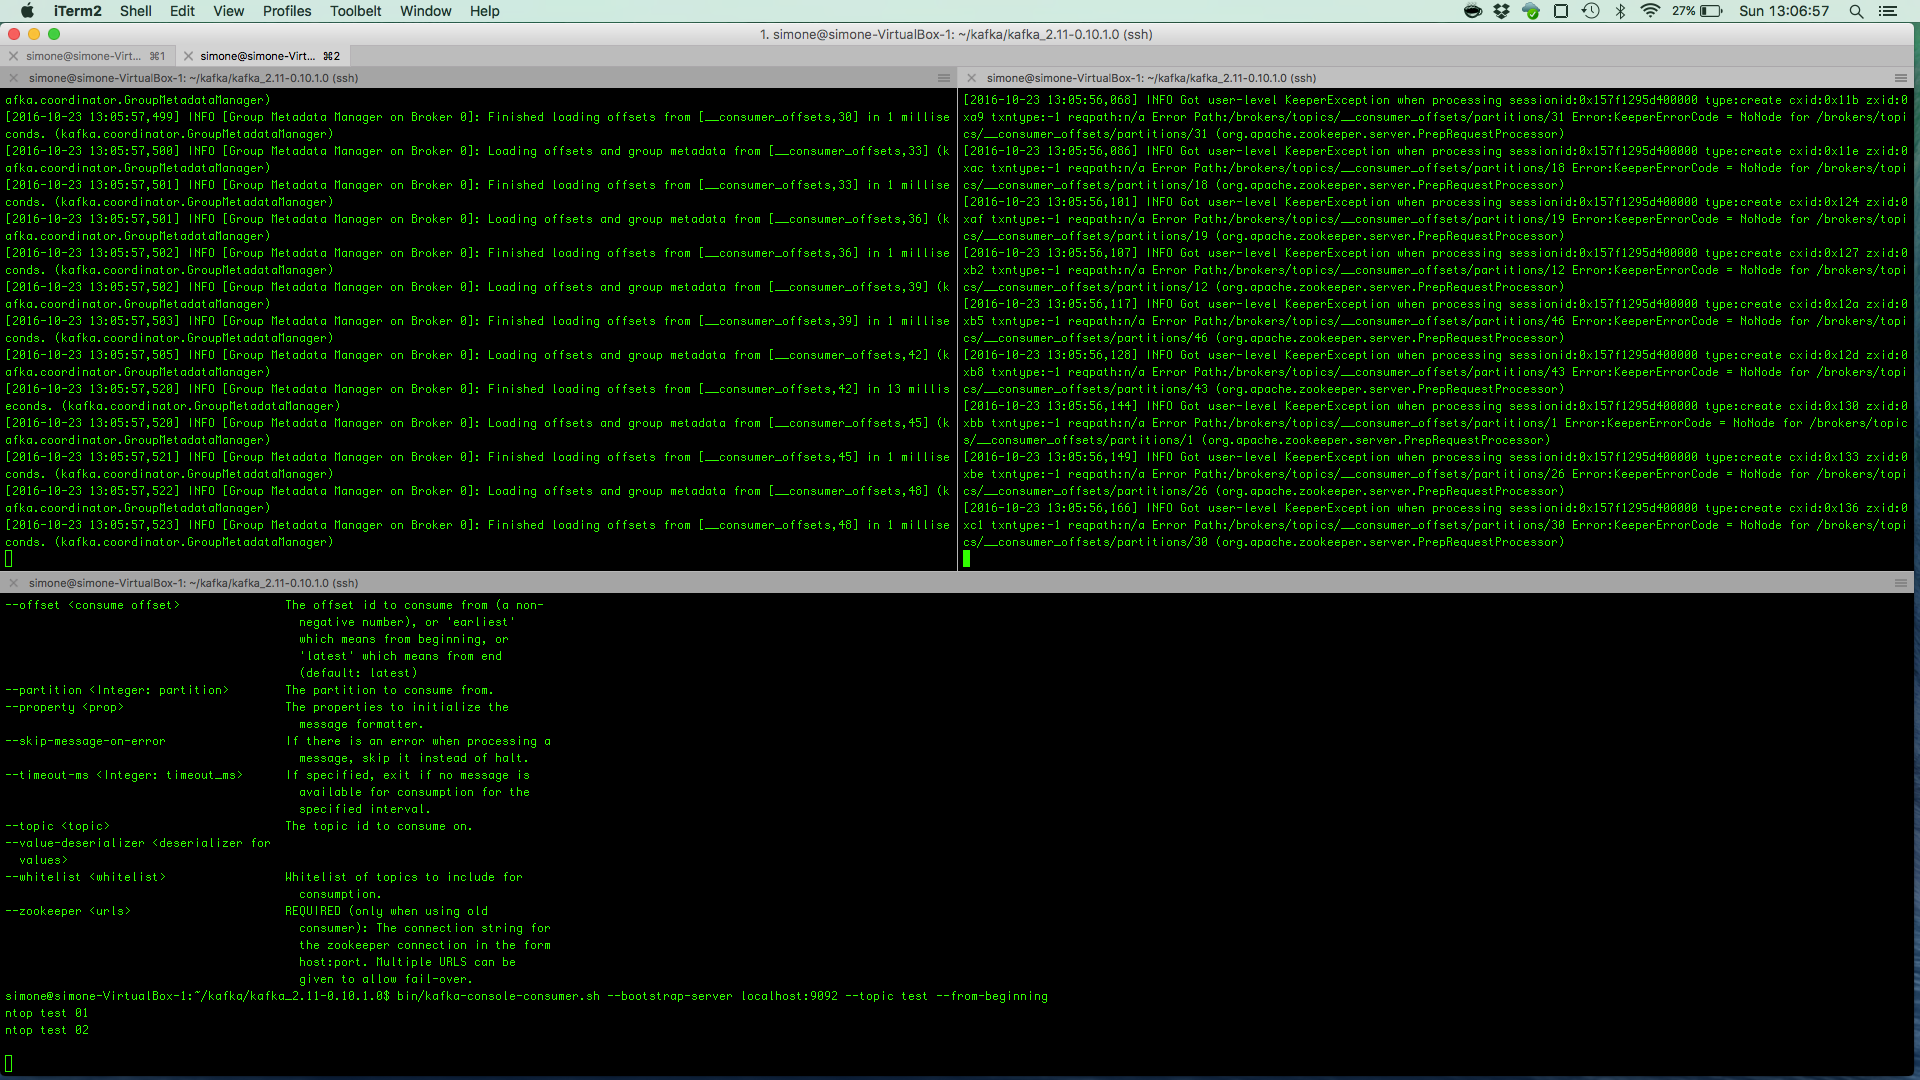 iTerm2 Shell Edit View Profiles Toolbelt Window Help 27% Sun 13:06:57
1. simone@simone-VirtualBox-1: ~/kafka/kafka_2.11-0.10.1.0 (ssh)
simone@simone-Virt... ⌘1 simone@simone-Virt... ⌘2
simone@simone-VirtualBox-1: ~/kafka/kafka_2.11-0.10.1.0 (ssh)
afka.coordinator.GroupMetadataManager)
[2016-10-23 13:05:57,499] INFO [Group Metadata Manager on Broker 0]: Finished loading offsets from [__consumer_offsets,30] in 1 millise
conds. (kafka.coordinator.GroupMetadataManager)
[2016-10-23 13:05:57,500] INFO [Group Metadata Manager on Broker 0]: Loading offsets and group metadata from [__consumer_offsets,33] (k
afka.coordinator.GroupMetadataManager)
[2016-10-23 13:05:57,501] INFO [Group Metadata Manager on Broker 0]: Finished loading offsets from [__consumer_offsets,33] in 1 millise
conds. (kafka.coordinator.GroupMetadataManager)
[2016-10-23 13:05:57,501] INFO [Group Metadata Manager on Broker 0]: Loading offsets and group metadata from [__consumer_offsets,36] (k
afka.coordinator.GroupMetadataManager)
[2016-10-23 13:05:57,502] INFO [Group Metadata Manager on Broker 0]: Finished loading offsets from [__consumer_offsets,36] in 1 millise
conds. (kafka.coordinator.GroupMetadataManager)
[2016-10-23 13:05:57,502] INFO [Group Metadata Manager on Broker 0]: Loading offsets and group metadata from [__consumer_offsets,39] (k
afka.coordinator.GroupMetadataManager)
[2016-10-23 13:05:57,503] INFO [Group Metadata Manager on Broker 0]: Finished loading offsets from [__consumer_offsets,39] in 1 millise
conds. (kafka.coordinator.GroupMetadataManager)
[2016-10-23 13:05:57,505] INFO [Group Metadata Manager on Broker 0]: Loading offsets and group metadata from [__consumer_offsets,42] (k
afka.coordinator.GroupMetadataManager)
[2016-10-23 13:05:57,520] INFO [Group Metadata Manager on Broker 0]: Finished loading offsets from [__consumer_offsets,42] in 13 millis
econds. (kafka.coordinator.GroupMetadataManager)
[2016-10-23 13:05:57,520] INFO [Group Metadata Manager on Broker 0]: Loading offsets and group metadata from [__consumer_offsets,45] (k
afka.coordinator.GroupMetadataManager)
[2016-10-23 13:05:57,521] INFO [Group Metadata Manager on Broker 0]: Finished loading offsets from [__consumer_offsets,45] in 1 millise
conds. (kafka.coordinator.GroupMetadataManager)
[2016-10-23 13:05:57,522] INFO [Group Metadata Manager on Broker 0]: Loading offsets and group metadata from [__consumer_offsets,48] (k
afka.coordinator.GroupMetadataManager)
[2016-10-23 13:05:57,523] INFO [Group Metadata Manager on Broker 0]: Finished loading offsets from [__consumer_offsets,48] in 1 millise
conds. (kafka.coordinator.GroupMetadataManager)
simone@simone-VirtualBox-1: ~/kafka/kafka_2.11-0.10.1.0 (ssh)
[2016-10-23 13:05:56,068] INFO Got user-level KeeperException when processing sessionid:0x157f1295d400000 type:create cxid:0x11b zxid:0
xa9 txntype:-1 reqpath:n/a Error Path:/brokers/topics/__consumer_offsets/partitions/31 Error:KeeperErrorCode = NoNode for /brokers/topi
cs/__consumer_offsets/partitions/31 (org.apache.zookeeper.server.PrepRequestProcessor)
[2016-10-23 13:05:56,086] INFO Got user-level KeeperException when processing sessionid:0x157f1295d400000 type:create cxid:0x11e zxid:0
xac txntype:-1 reqpath:n/a Error Path:/brokers/topics/__consumer_offsets/partitions/18 Error:KeeperErrorCode = NoNode for /brokers/topi
cs/__consumer_offsets/partitions/18 (org.apache.zookeeper.server.PrepRequestProcessor)
[2016-10-23 13:05:56,101] INFO Got user-level KeeperException when processing sessionid:0x157f1295d400000 type:create cxid:0x124 zxid:0
xaf txntype:-1 reqpath:n/a Error Path:/brokers/topics/__consumer_offsets/partitions/19 Error:KeeperErrorCode = NoNode for /brokers/topi
cs/__consumer_offsets/partitions/19 (org.apache.zookeeper.server.PrepRequestProcessor)
[2016-10-23 13:05:56,107] INFO Got user-level KeeperException when processing sessionid:0x157f1295d400000 type:create cxid:0x127 zxid:0
xb2 txntype:-1 reqpath:n/a Error Path:/brokers/topics/__consumer_offsets/partitions/12 Error:KeeperErrorCode = NoNode for /brokers/topi
cs/__consumer_offsets/partitions/12 (org.apache.zookeeper.server.PrepRequestProcessor)
[2016-10-23 13:05:56,117] INFO Got user-level KeeperException when processing sessionid:0x157f1295d400000 type:create cxid:0x12a zxid:0
xb5 txntype:-1 reqpath:n/a Error Path:/brokers/topics/__consumer_offsets/partitions/46 Error:KeeperErrorCode = NoNode for /brokers/topi
cs/__consumer_offsets/partitions/46 (org.apache.zookeeper.server.PrepRequestProcessor)
[2016-10-23 13:05:56,128] INFO Got user-level KeeperException when processing sessionid:0x157f1295d400000 type:create cxid:0x12d zxid:0
xb8 txntype:-1 reqpath:n/a Error Path:/brokers/topics/__consumer_offsets/partitions/43 Error:KeeperErrorCode = NoNode for /brokers/topi
cs/__consumer_offsets/partitions/43 (org.apache.zookeeper.server.PrepRequestProcessor)
[2016-10-23 13:05:56,144] INFO Got user-level KeeperException when processing sessionid:0x157f1295d400000 type:create cxid:0x130 zxid:0
xbb txntype:-1 reqpath:n/a Error Path:/brokers/topics/__consumer_offsets/partitions/1 Error:KeeperErrorCode = NoNode for /brokers/topic
s/__consumer_offsets/partitions/1 (org.apache.zookeeper.server.PrepRequestProcessor)
[2016-10-23 13:05:56,149] INFO Got user-level KeeperException when processing sessionid:0x157f1295d400000 type:create cxid:0x133 zxid:0
xbe txntype:-1 reqpath:n/a Error Path:/brokers/topics/__consumer_offsets/partitions/26 Error:KeeperErrorCode = NoNode for /brokers/topi
cs/__consumer_offsets/partitions/26 (org.apache.zookeeper.server.PrepRequestProcessor)
[2016-10-23 13:05:56,166] INFO Got user-level KeeperException when processing sessionid:0x157f1295d400000 type:create cxid:0x136 zxid:0
xc1 txntype:-1 reqpath:n/a Error Path:/brokers/topics/__consumer_offsets/partitions/30 Error:KeeperErrorCode = NoNode for /brokers/topi
cs/__consumer_offsets/partitions/30 (org.apache.zookeeper.server.PrepRequestProcessor)
simone@simone-VirtualBox-1: ~/kafka/kafka_2.11-0.10.1.0 (ssh)
--offset <consume offset> The offset id to consume from (a non-
negative number), or 'earliest'
which means from beginning, or
'latest' which means from end
(default: latest)
--partition <Integer: partition> The partition to consume from.
--property <prop> The properties to initialize the
message formatter.
--skip-message-on-error If there is an error when processing a
message, skip it instead of halt.
--timeout-ms <Integer: timeout_ms> If specified, exit if no message is
available for consumption for the
specified interval.
--topic <topic> The topic id to consume on.
--value-deserializer <deserializer for
values>
--whitelist <whitelist> Whitelist of topics to include for
consumption.
--zookeeper <urls> REQUIRED (only when using old
consumer): The connection string for
the zookeeper connection in the form
host:port. Multiple URLS can be
given to allow fail-over.
simone@simone-VirtualBox-1:~/kafka/kafka_2.11-0.10.1.0$ bin/kafka-console-consumer.sh --bootstrap-server localhost:9092 --topic test --from-beginning
ntop test 01
ntop test 02